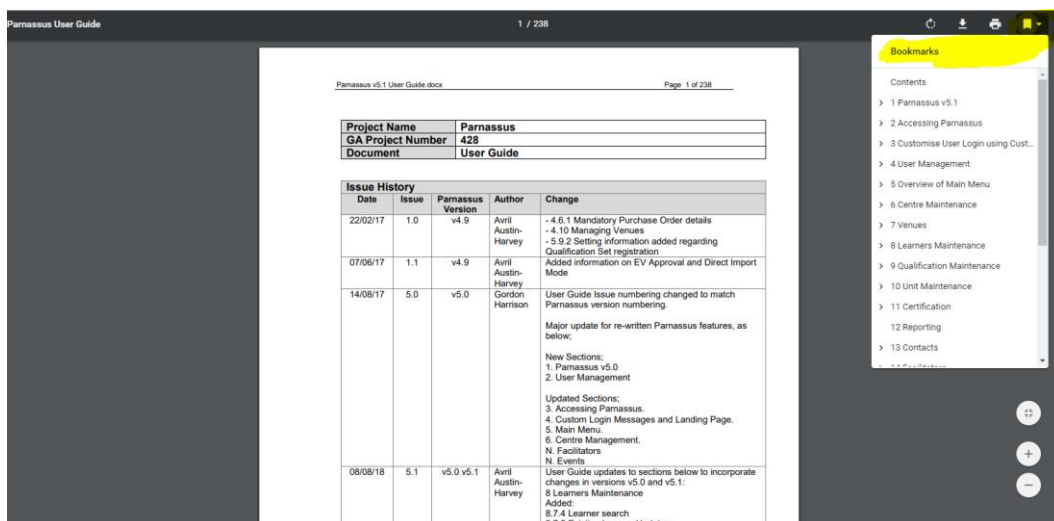 Parnassus User Guide
1 / 238
Bookmarks
Contents
1 Parnassus v5.1
2 Accessing Parnassus
3 Customise User Login using Cust...
4 User Management
5 Overview of Main Menu
6 Centre Maintenance
7 Venues
8 Learners Maintenance
9 Qualification Maintenance
10 Unit Maintenance
11 Certification
12 Reporting
13 Contacts
Parnassus v5.1 User Guide.docx Page 1 of 238
Project Name Parnassus
GA Project Number 428
Document User Guide
Issue History
Date Issue Parnassus Version Author Change
22/02/17 1.0 v4.9 Avril Austin-Harvey - 4.6.1 Mandatory Purchase Order details
- 4.10 Managing Venues
- 5.9.2 Setting information added regarding
Qualification Set registration
07/06/17 1.1 v4.9 Avril Austin-Harvey Added information on EV Approval and Direct Import
Mode
14/08/17 5.0 v5.0 Gordon Harrison User Guide Issue numbering changed to match
Parnassus version numbering.
Major update for re-written Parnassus features, as
below;
New Sections;
1. Parnassus v5.0
2. User Management
Updated Sections;
3. Accessing Parnassus.
4. Custom Login Messages and Landing Page.
5. Main Menu.
6. Centre Management.
N. Facilitators
N. Events
08/08/18 5.1 v5.0 v5.1 Avril Austin-Harvey User Guide updates to sections below to incorporate
changes in versions v5.0 and v5.1:
8 Learners Maintenance
Added:
8.7.4 Learner search